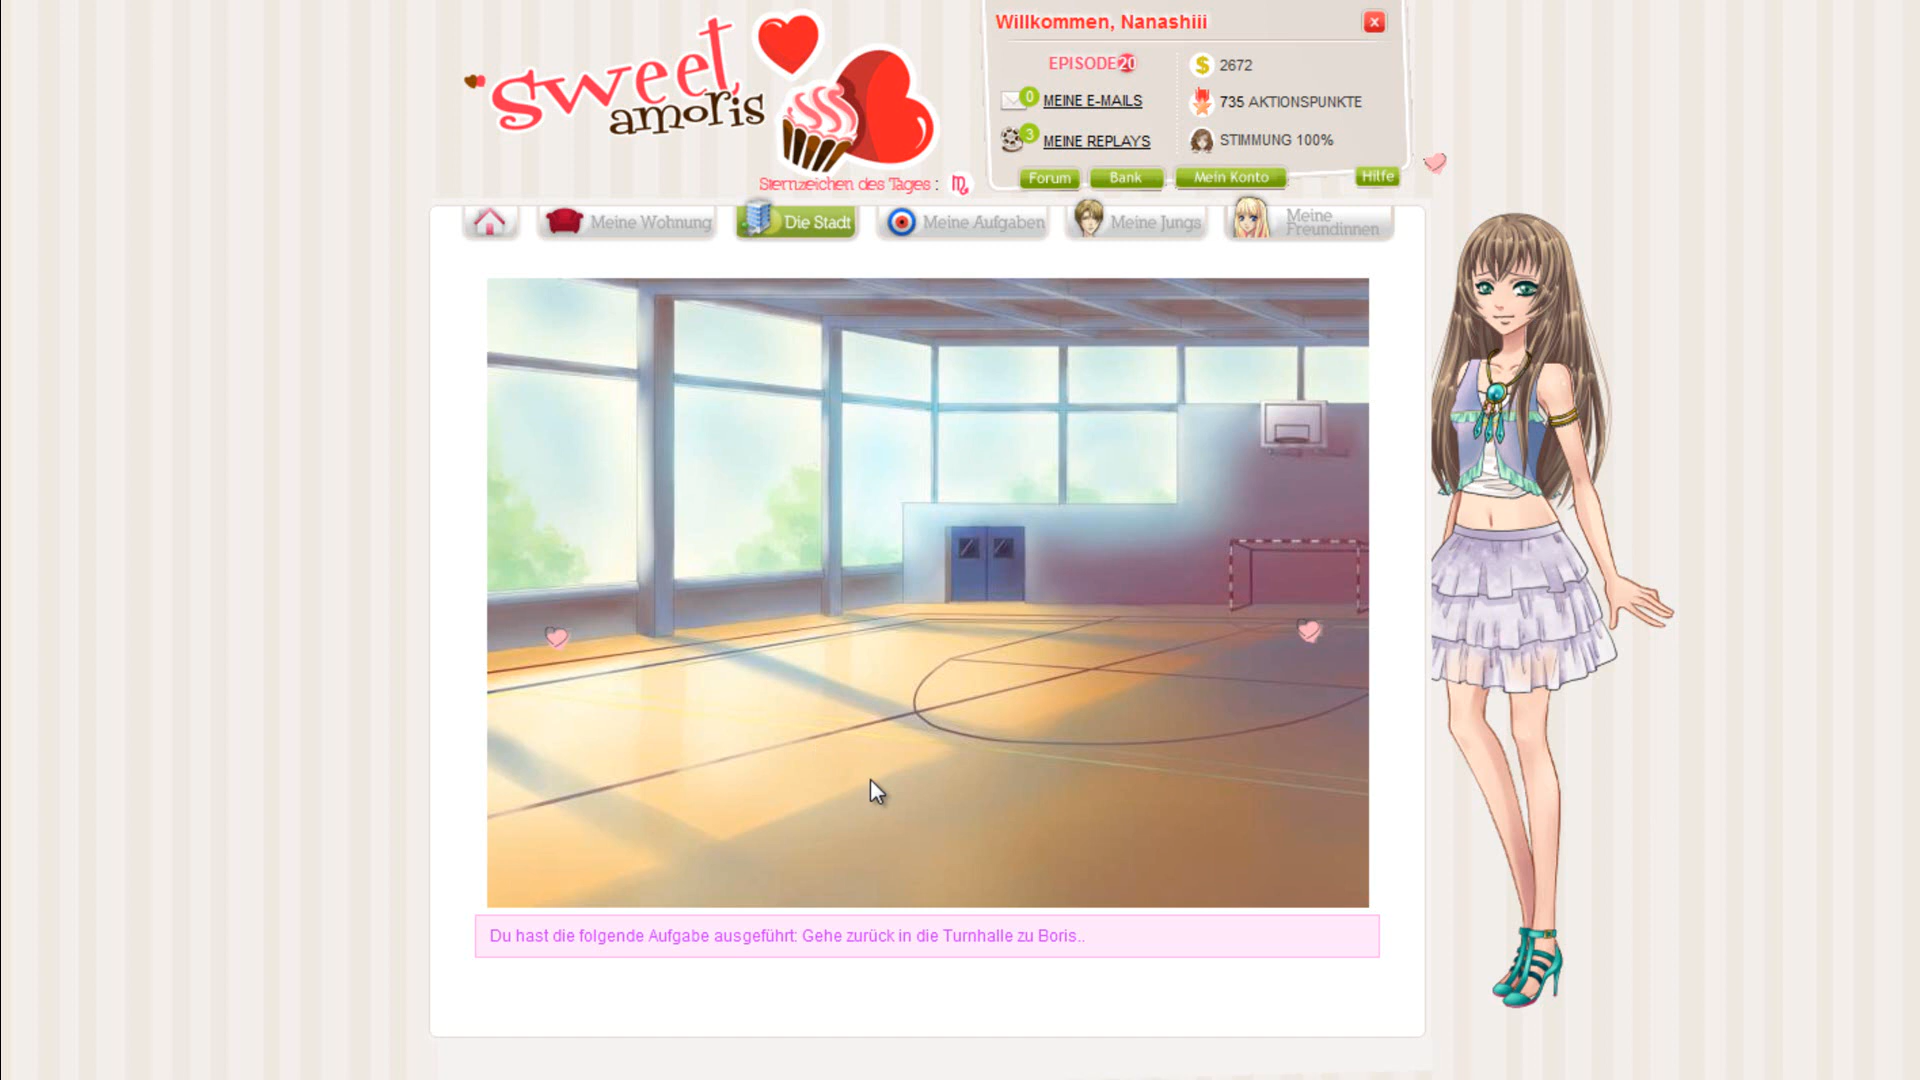 sweet
amoris
Sternzeichen des Tages : ♏
Willkommen, Nanashiii
x
EPISODE 20
0 MEINE E-MAILS
3 MEINE REPLAYS
$ 2672
735 AKTIONSPUNKTE
STIMMUNG 100%
Forum Bank Mein Konto Hilfe
Meine Wohnung
Die Stadt
Meine Aufgaben
Meine Jungs
Meine
Freundinnen
Du hast die folgende Aufgabe ausgeführt: Gehe zurück in die Turnhalle zu Boris..